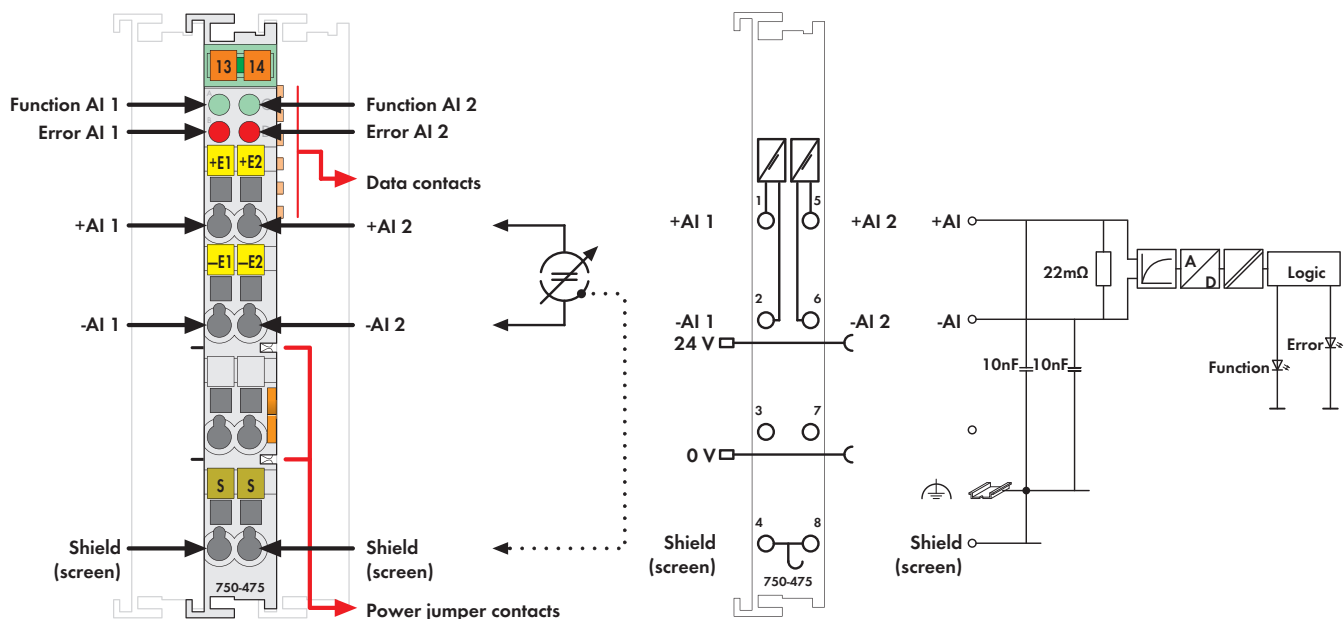 13 14
Function AI 1
Function AI 2
Error AI 1
Error AI 2
+E1 +E2
Data contacts
+AI 1
+AI 2
—E1 —E2
-AI 1
-AI 2
S S
Shield
(screen)
Shield
(screen)
750-475
Power jumper contacts
1 5
+AI 1
+AI 2
2 6
-AI 1
-AI 2
24 V
3 7
0 V
4 8
Shield
(screen)
750-475
+AI
22mΩ
A
D
Logic
-AI
Error
10nF 10nF
Function
Shield
(screen)